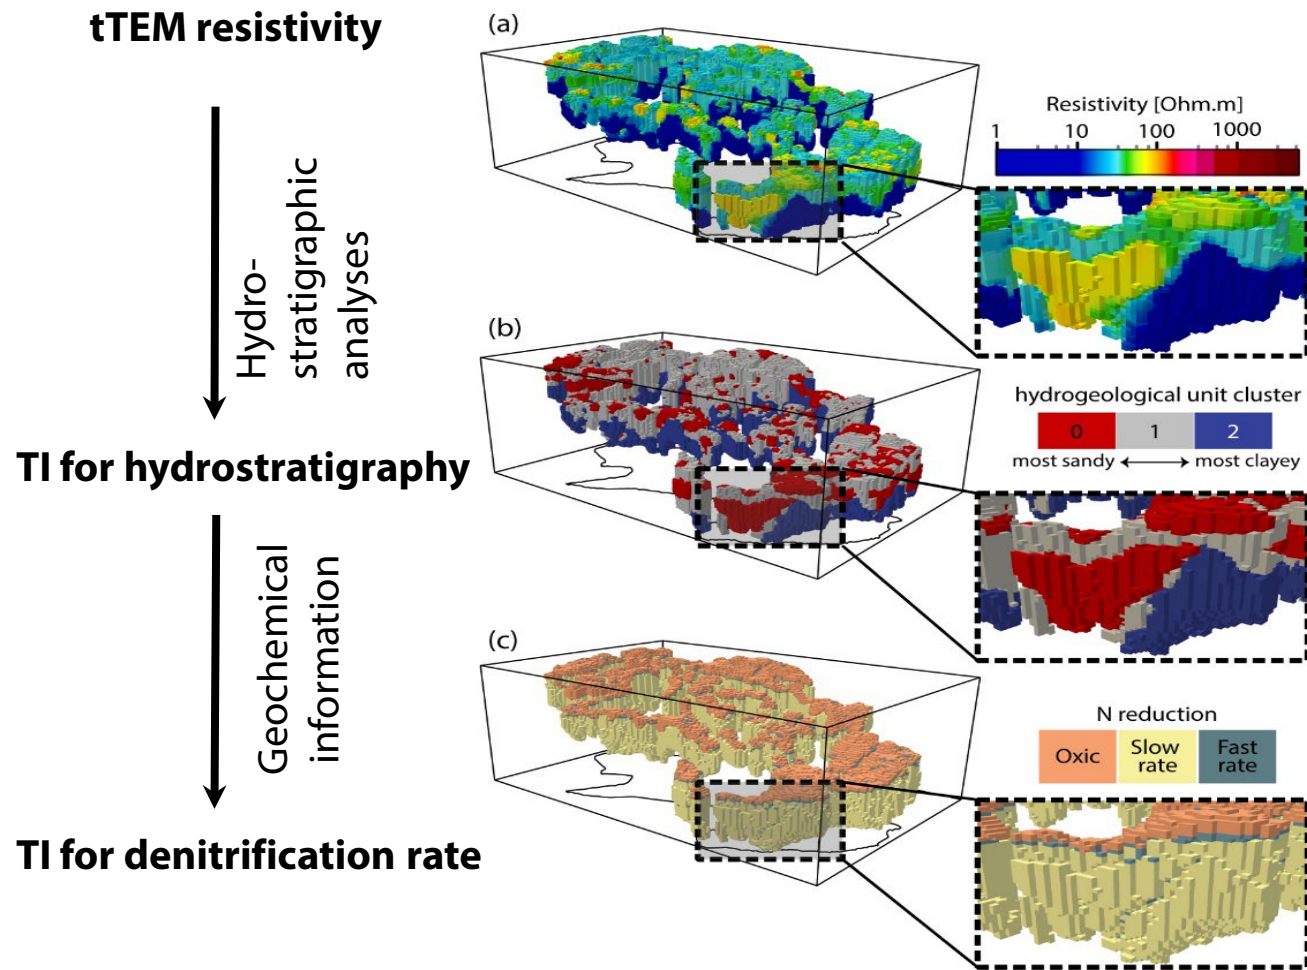 tTEM resistivity
Hydro-
stratigraphic
analyses
TI for hydrostratigraphy
Geochemical
information
TI for denitrification rate
(a)
Resistivity [Ohm.m]
1 10 100 1000
(b)
hydrogeological unit cluster
0 1 2
most sandy ⟷ most clayey
(c)
N reduction
Oxic
Slow
rate
Fast
rate